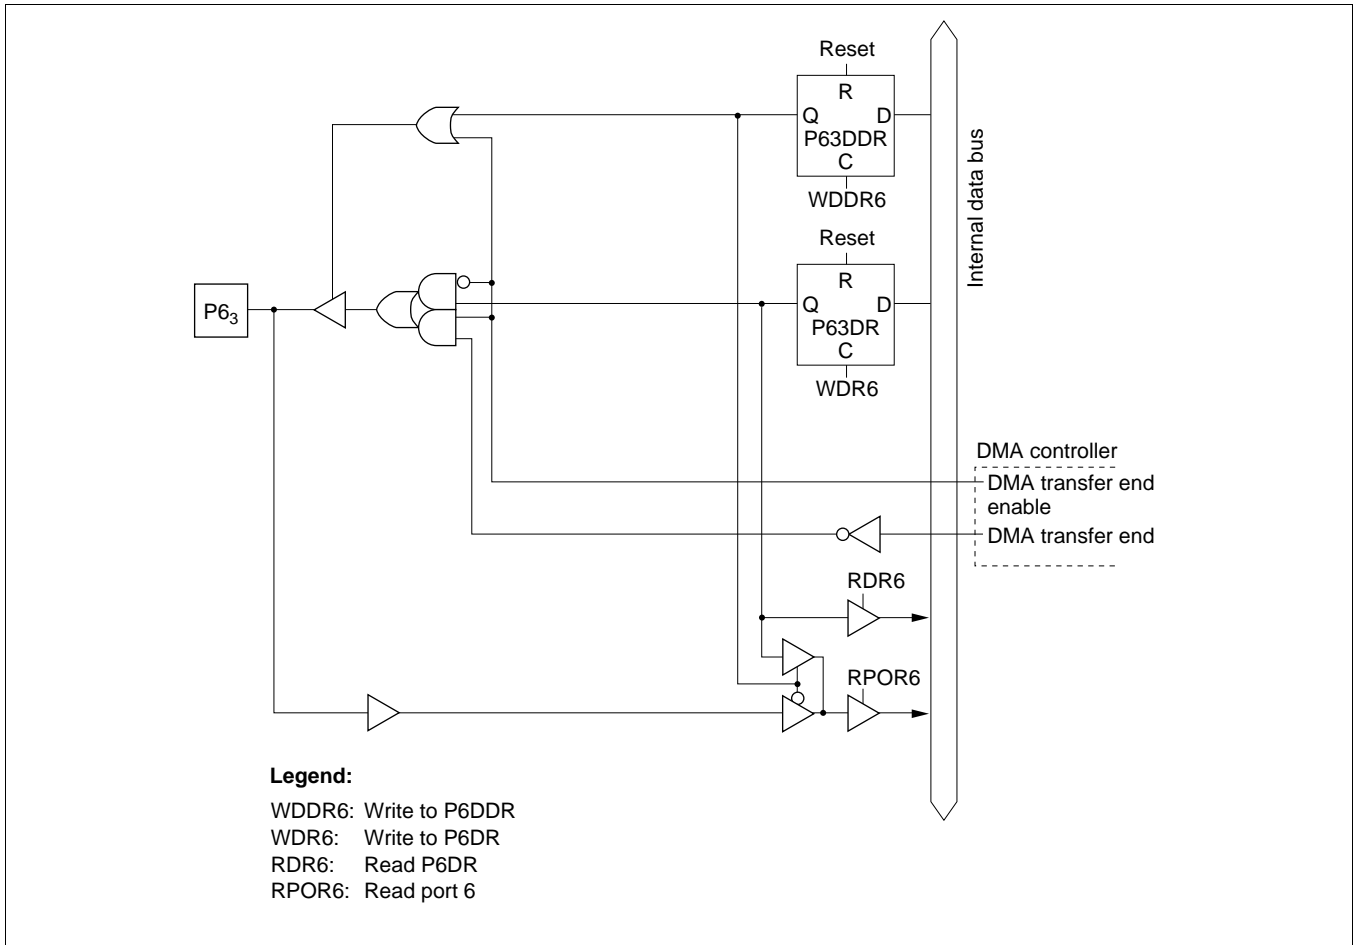 Reset
R
Q D
P63DDR
C
WDDR6
Internal data bus
Reset
R
Q D
P63DR
C
WDR6
P6₃
DMA controller
DMA transfer end
enable
DMA transfer end
RDR6
RPOR6
Legend:
WDDR6: Write to P6DDR
WDR6: Write to P6DR
RDR6: Read P6DR
RPOR6: Read port 6